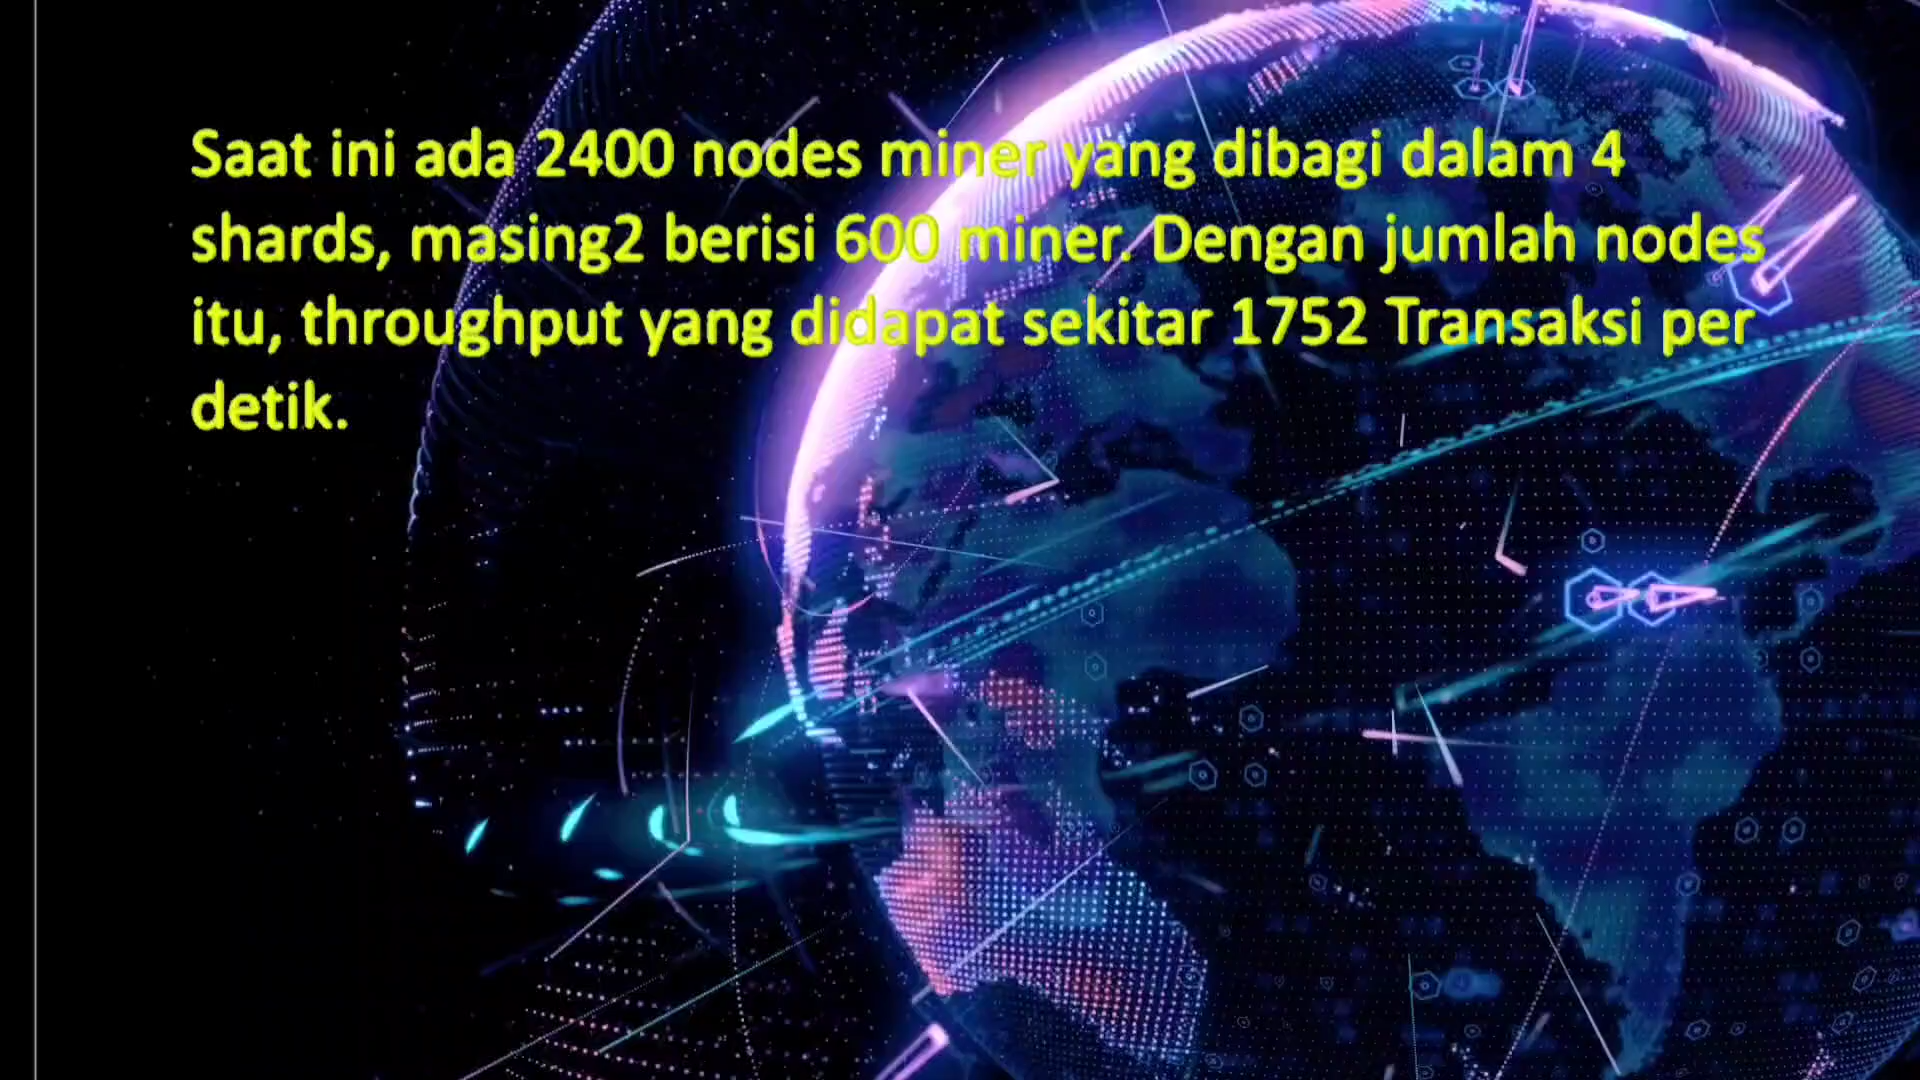 Saat ini ada 2400 nodes miner yang dibagi dalam 4
shards, masing2 berisi 600 miner. Dengan jumlah nodes
itu, throughput yang didapat sekitar 1752 Transaksi per
detik.